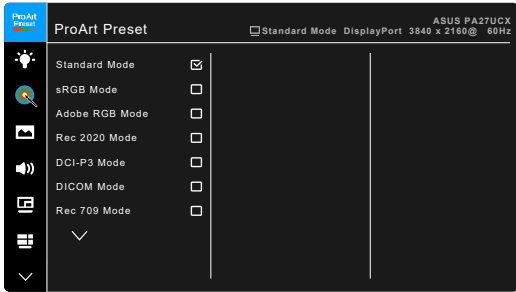 ProArt
Preset
ProArt Preset
ASUS PA27UCX
Standard Mode DisplayPort 3840 x 2160@ 60Hz
Standard Mode
sRGB Mode
Adobe RGB Mode
Rec 2020 Mode
DCI-P3 Mode
DICOM Mode
Rec 709 Mode